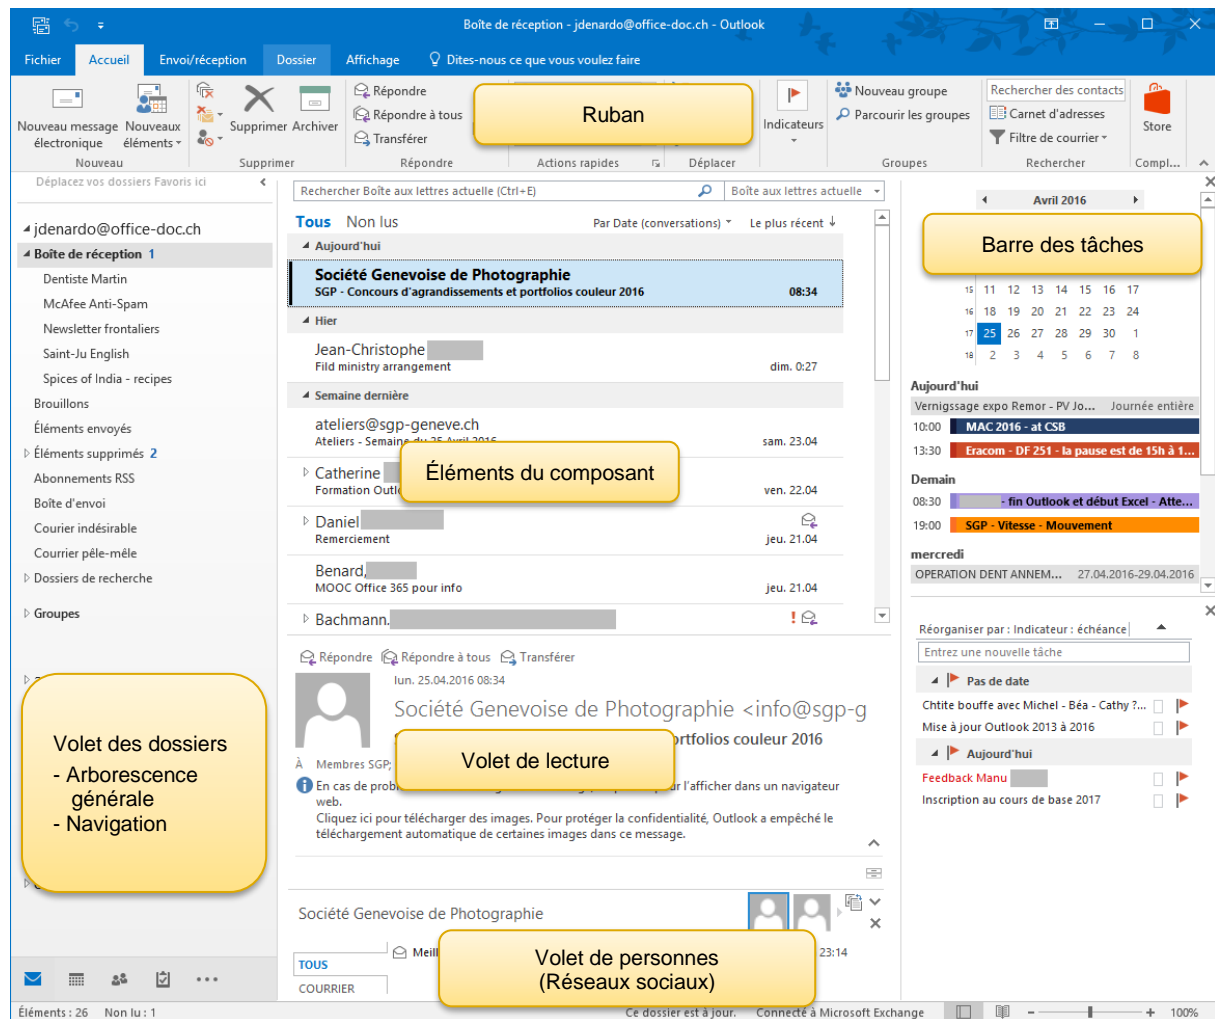 Boîte de réception - jdenardo@office-doc.ch - Outlook
Fichier Accueil Envoi/réception Dossier Affichage Dites-nous ce que vous voulez faire
Nouveau message électronique
Nouveaux éléments
Nouveau
Supprimer Archiver
Supprimer
Répondre
Répondre à tous
Transférer
Répondre
Ruban
Actions rapides
Déplacer
Indicateurs
Nouveau groupe
Parcourir les groupes
Groupes
Rechercher des contacts
Carnet d'adresses
Filtre de courrier
Rechercher
Store
Compl...
Déplacez vos dossiers Favoris ici
jdenardo@office-doc.ch
Boîte de réception 1
Dentiste Martin
McAfee Anti-Spam
Newsletter frontaliers
Saint-Ju English
Spices of India - recipes
Brouillons
Éléments envoyés
Éléments supprimés 2
Abonnements RSS
Boîte d'envoi
Courier indésirable
Courrier pêle-mêle
Dossiers de recherche
Groupes
Volet des dossiers
- Arborescence
générale
- Navigation
Rechercher Boîte aux lettres actuelle (Ctrl+E) Boîte aux lettres actuelle
Tous Non lus Par Date (conversations) Le plus récent
Aujourd'hui
Société Genevoise de Photographie
SGP - Concours d'agrandissements et portfolios couleur 2016 08:34
Hier
Jean-Christophe
Fild ministry arrangement dim. 0:27
Semaine dernière
ateliers@sgp-geneve.ch
Ateliers - Semaine du 25 Avril 2016 sam. 23.04
Éléments du composant
Catherine
Formation ven. 22.04
Daniel
Remerciement jeu. 21.04
Benard,
MOOC Office 365 pour info jeu. 21.04
Bachmann. !
Répondre Répondre à tous Transférer
lun. 25.04.2016 08:34
Société Genevoise de Photographie <info@sgp-g
portfolios couleur 2016
Volet de lecture
À Membres SGP;
En cas de l'afficher dans un navigateur
web.
Cliquez ici pour télécharger des images. Pour protéger la confidentialité, Outlook a empêché le
téléchargement automatique de certaines images dans ce message.
Société Genevoise de Photographie
TOUS
COURRIER
23:14
Volet de personnes
(Réseaux sociaux)
Avril 2016
Barre des tâches
15 11 12 13 14 15 16 17
16 18 19 20 21 22 23 24
17 25 26 27 28 29 30 1
18 2 3 4 5 6 7 8
Aujourd'hui
Vernigssage expo Remor - PV Jo... Journée entière
10:00 MAC 2016 - at CSB
13:30 Eracom - DF 251 - la pause est de 15h à 1...
Demain
08:30 - fin Outlook et début Excel - Atte...
19:00 SGP - Vitesse - Mouvement
mercredi
OPERATION DENT ANNEM... 27.04.2016-29.04.2016
Réorganiser par : Indicateur : échéance
Entrez une nouvelle tâche
Pas de date
Chtite bouffe avec Michel - Béa - Cathy ?...
Mise à jour Outlook 2013 à 2016
Aujourd'hui
Feedback Manu
Inscription au cours de base 2017
Éléments : 26 Non lu : 1 Ce dossier est à jour. Connecté à Microsoft Exchange 100%